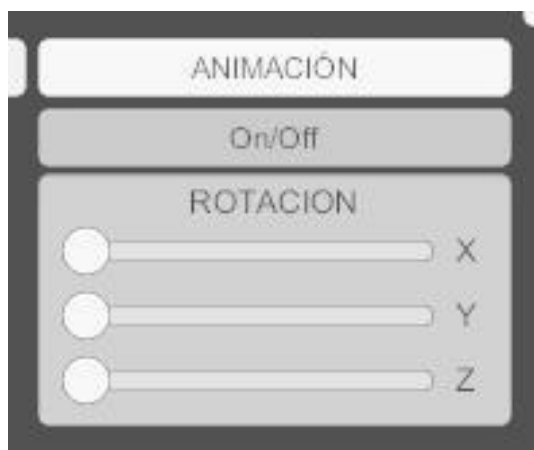 ANIMACIÓN
On/Off
ROTACION
X
Y
Z